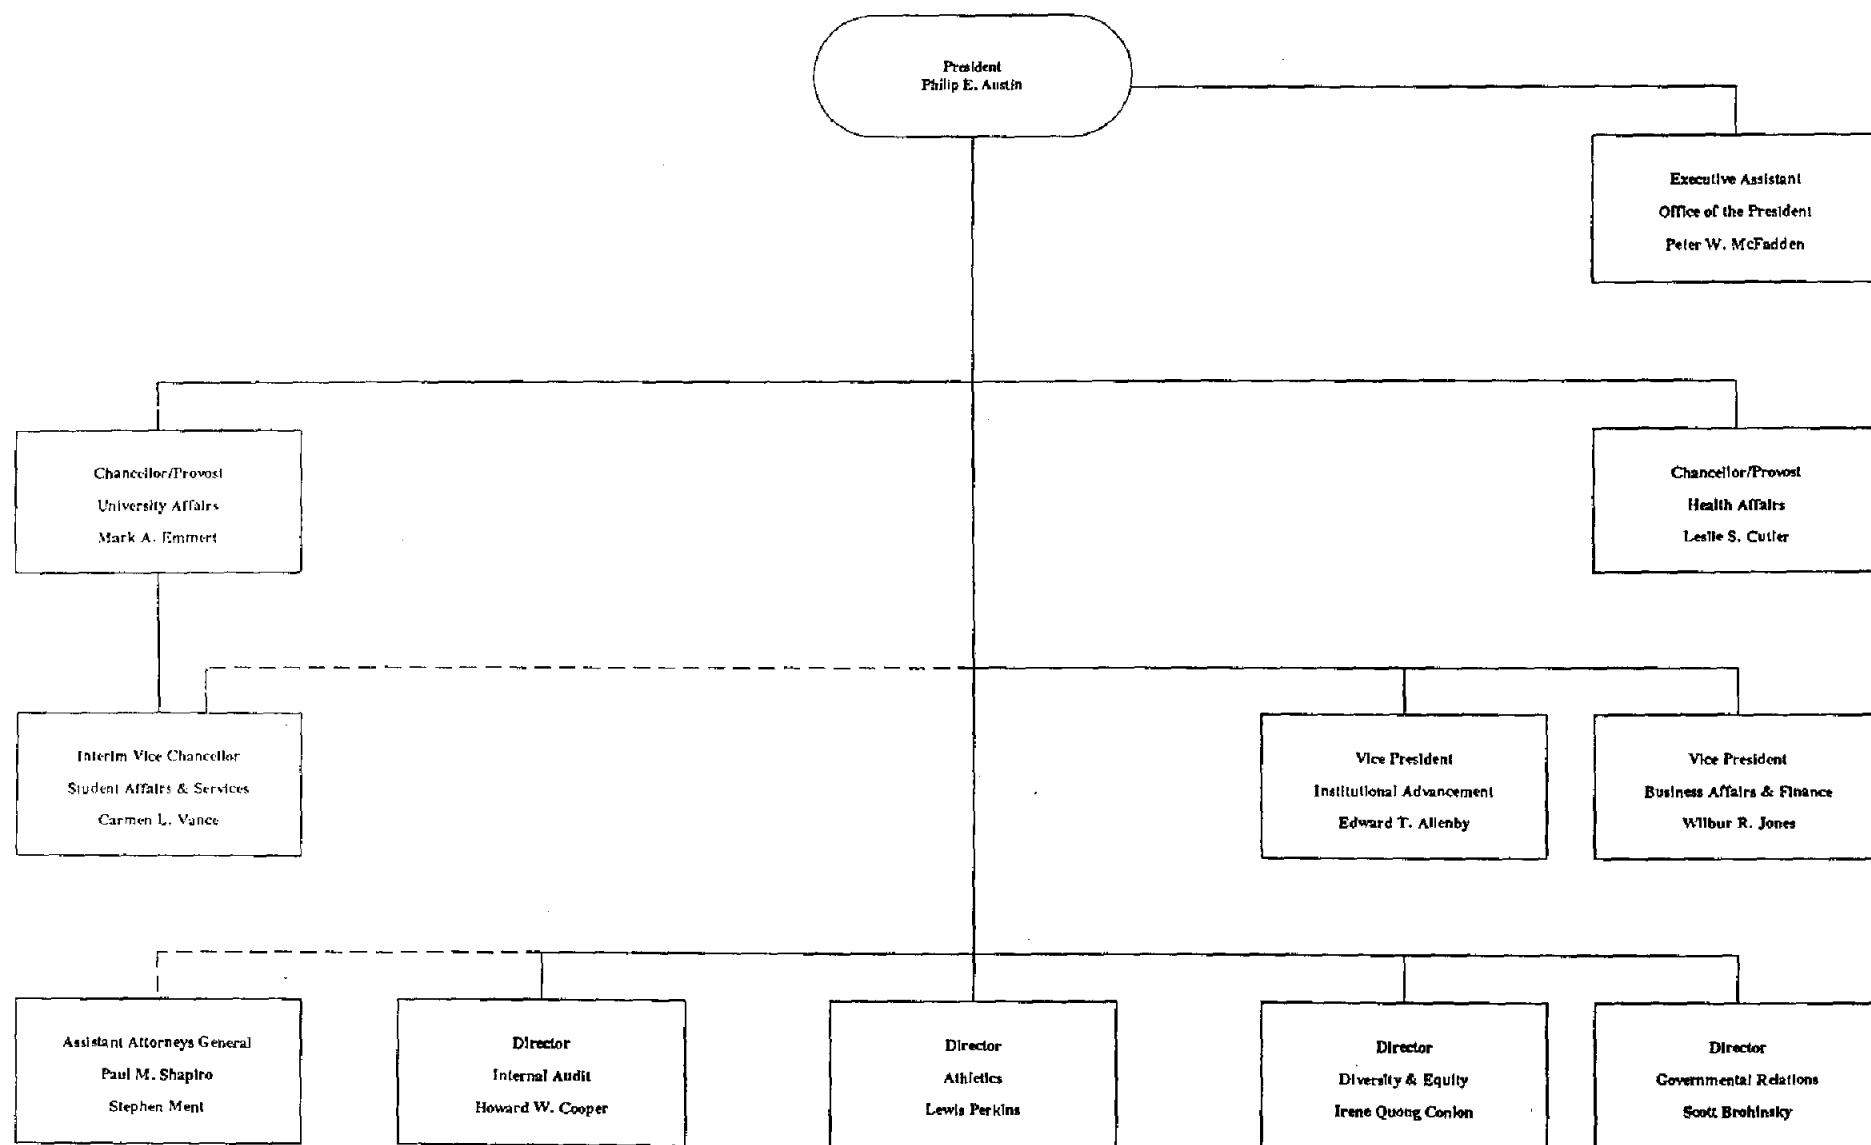 President
Philip E. Austin
Executive Assistant
Office of the President
Peter W. McFadden
Chancellor/Provost
University Affairs
Mark A. Emmert
Chancellor/Provost
Health Affairs
Leslie S. Cutler
Interim Vice Chancellor
Student Affairs & Services
Carmen L. Vance
Vice President
Institutional Advancement
Edward T. Allenby
Vice President
Business Affairs & Finance
Wilbur R. Jones
Assistant Attorneys General
Paul M. Shapiro
Stephen Ment
Director
Internal Audit
Howard W. Cooper
Director
Athletics
Lewis Perkins
Director
Diversity & Equity
Irene Quong Conlon
Director
Governmental Relations
Scott Brohinsky